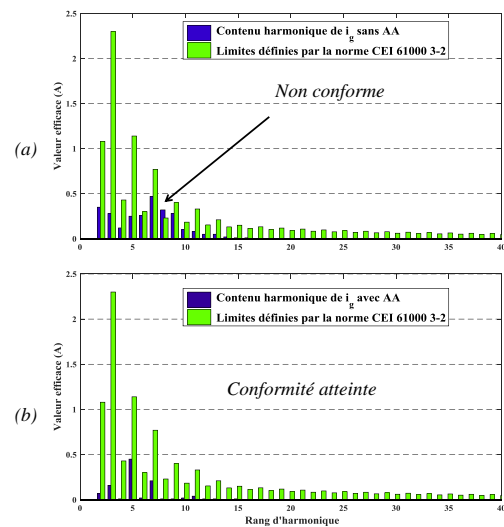 Contenu harmonique de i_g sans AA
Limites définies par la norme CEI 61000 3-2
Non conforme
(a)
Valeur efficace (A)
2.5
2
1.5
1
0.5
0
0 5 10 15 20 25 30 35 40
Contenu harmonique de i_g avec AA
Limites définies par la norme CEI 61000 3-2
Conformité atteinte
(b)
Valeur efficace (A)
2.5
2
1.5
1
0.5
0
0 5 10 15 20 25 30 35 40
Rang d'harmonique